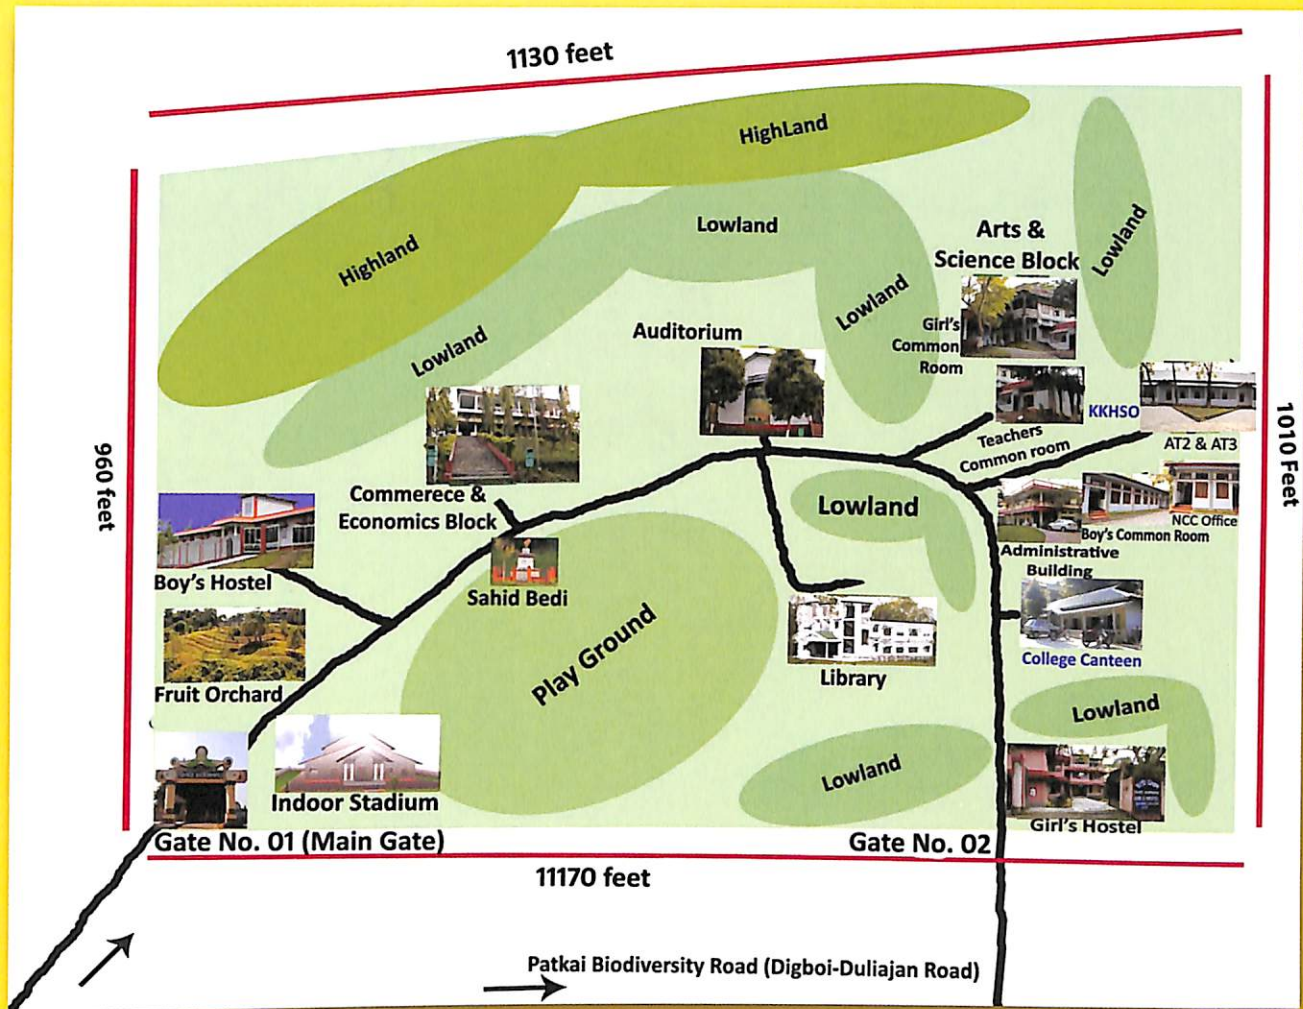 1130 feet
HighLand
Highland
Lowland
Lowland
Lowland
Lowland
Arts &
Science Block
Auditorium
Girl's
Common
Room
KKHSO
Teachers
Common room
AT2 & AT3
960 feet
1010 Feet
Commerece &
Economics Block
Lowland
NCC Office
Boy's Common Room
Administrative
Building
Boy's Hostel
Sahid Bedi
Play Ground
Library
College Canteen
Fruit Orchard
Lowland
Lowland
Indoor Stadium
Girl's Hostel
Gate No. 01 (Main Gate)
Gate No. 02
11170 feet
Patkai Biodiversity Road (Digboi-Duliajan Road)